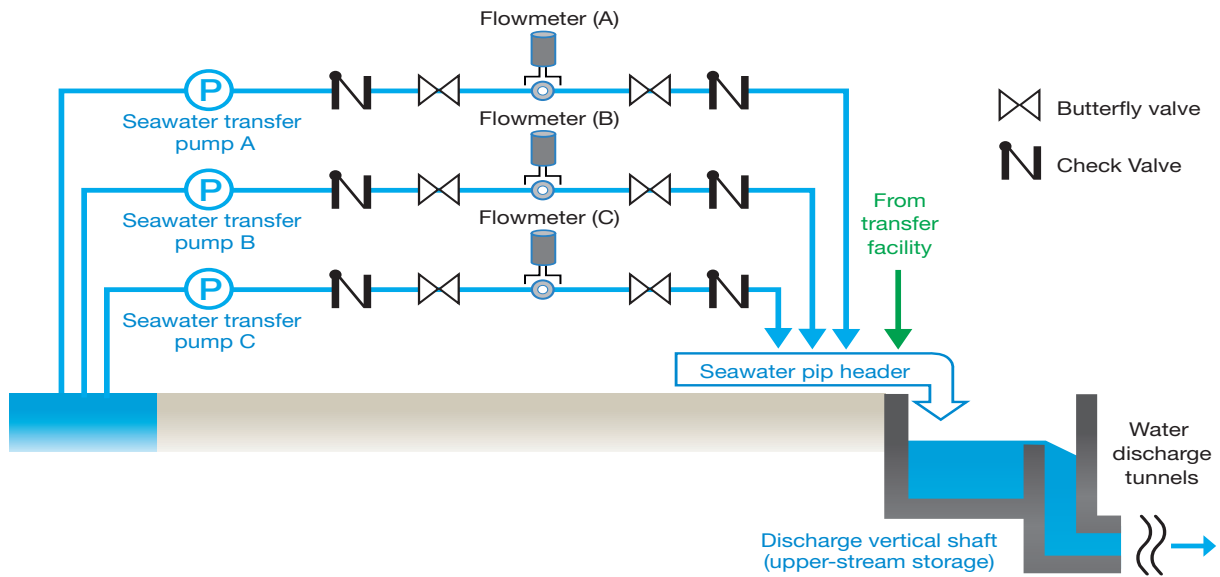 Flowmeter (A)
P
Seawater transfer
pump A
Flowmeter (B)
P
Seawater transfer
pump B
Flowmeter (C)
P
Seawater transfer
pump C
Butterfly valve
Check Valve
From
transfer
facility
Seawater pip header
Water
discharge
tunnels
Discharge vertical shaft
(upper-stream storage)